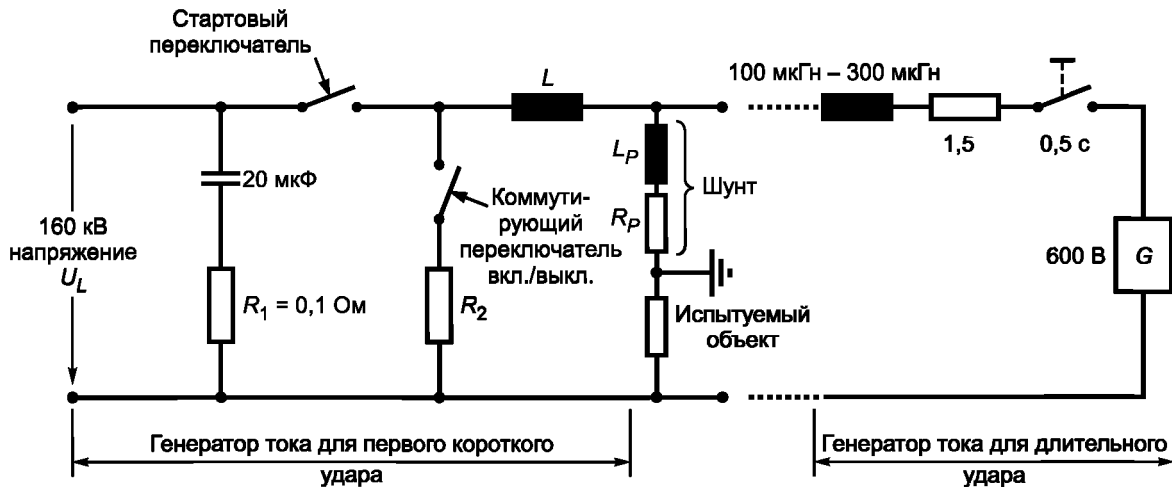 Стартовый
переключатель
L
100 мкГн – 300 мкГн
1,5
0,5 с
20 мкФ
L_P
Шунт
R_P
Коммути-
рующий
переключатель
вкл./выкл.
160 кВ
напряжение
U_L
R_1 = 0,1 Ом
R_2
Испытуемый
объект
600 В
G
Генератор тока для первого короткого
удара
Генератор тока для длительного
удара